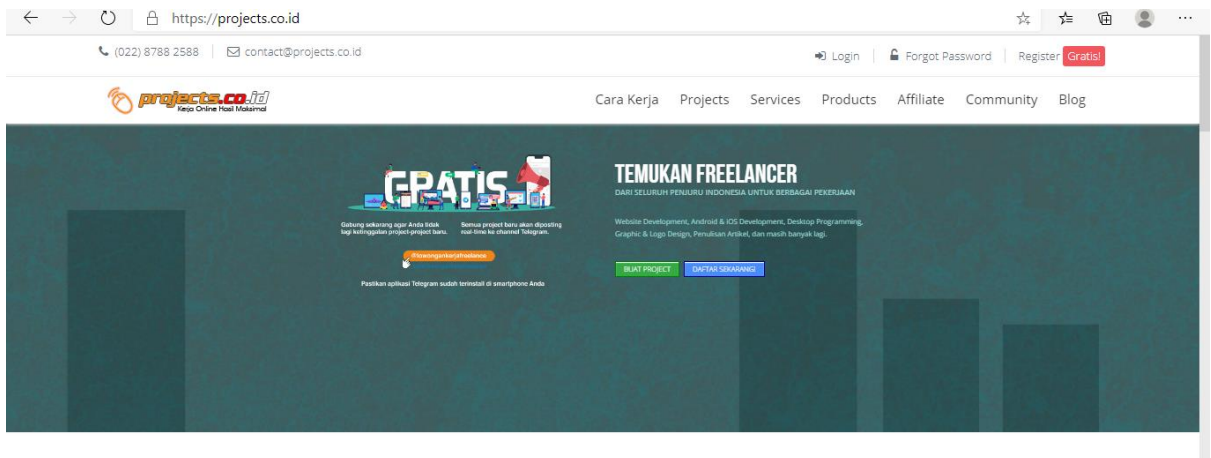 https://projects.co.id
(022) 8788 2588
contact@projects.co.id
Login
Forgot Password
Register Gratis!
projects.co.id
Kerja Online Hasil Maksimal
Cara Kerja
Projects
Services
Products
Affiliate
Community
Blog
GRATIS
Gabung sekarang agar Anda tidak
lagi ketinggalan project-project baru.
Semua project baru akan diposting
real-time ke channel Telegram.
@lowongankerjafreelance
Pastikan aplikasi Telegram sudah terinstall di smartphone Anda
TEMUKAN FREELANCER
DARI SELURUH PENJURU INDONESIA UNTUK BERBAGAI PEKERJAAN
Website Development, Android & iOS Development, Desktop Programming,
Graphic & Logo Design, Penulisan Artikel, dan masih banyak lagi.
BUAT PROJECT
DAFTAR SEKARANG!